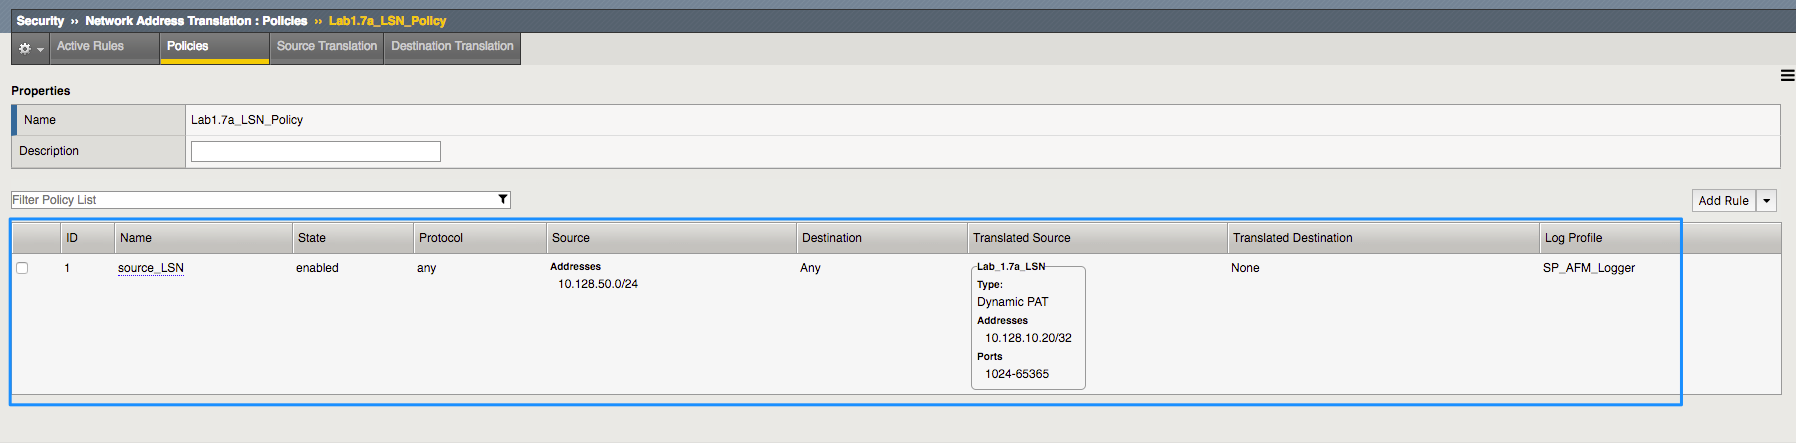 Security ›› Network Address Translation : Policies ›› Lab1.7a_LSN_Policy
Active Rules Policies Source Translation Destination Translation
Properties
Name Lab1.7a_LSN_Policy
Description
Filter Policy List Add Rule
ID Name State Protocol Source Destination Translated Source Translated Destination Log Profile
1 source_LSN enabled any Addresses Any Lab_1.7a_LSN None SP_AFM_Logger
10.128.50.0/24 Type:
Dynamic PAT
Addresses
10.128.10.20/32
Ports
1024-65365